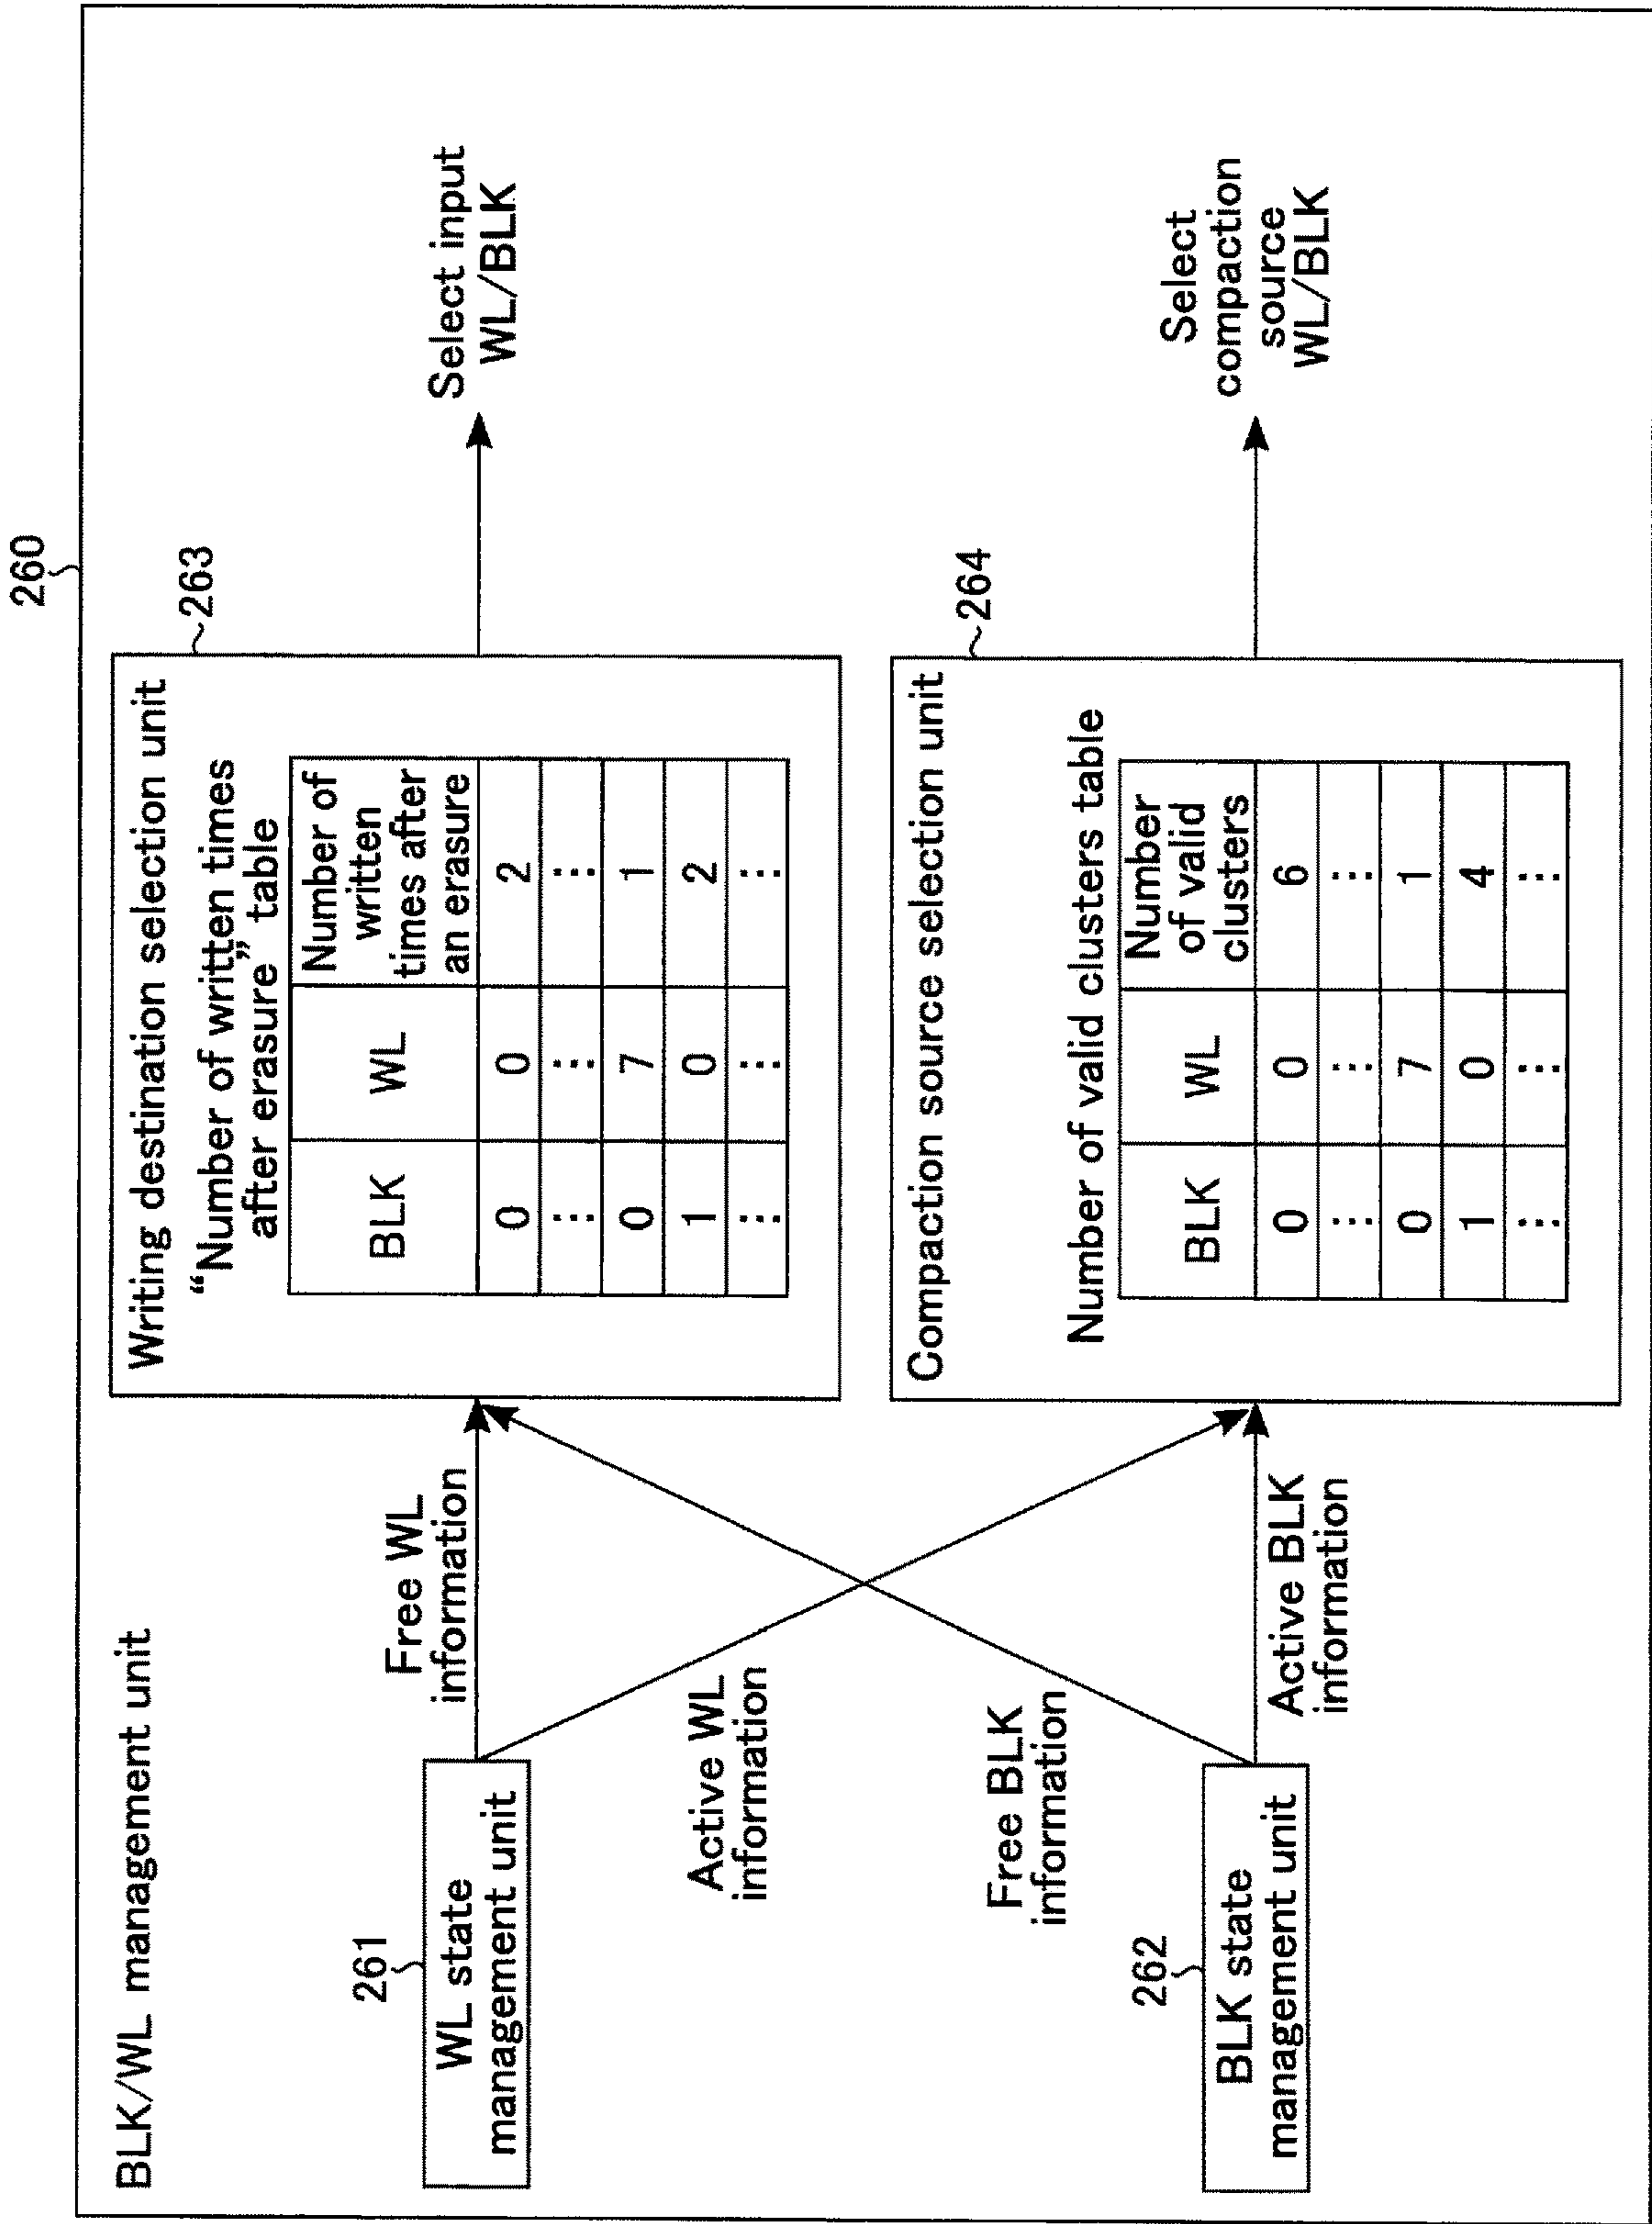 260
BLK/WL management unit
261
WL state
management unit
Free WL
information
Active WL
information
262
BLK state
management unit
Free BLK
information
Active BLK
information
263
Writing destination selection unit
“Number of written times
after erasure” table
BLK WL Number of
written
times after
an erasure
0 0 2
... ... ...
0 7 1
1 0 2
... ... ...
Select input
WL/BLK
264
Compaction source selection unit
Number of valid clusters table
BLK WL Number
of valid
clusters
0 0 6
... ... ...
0 7 1
1 0 4
... ... ...
Select
compaction
source
WL/BLK